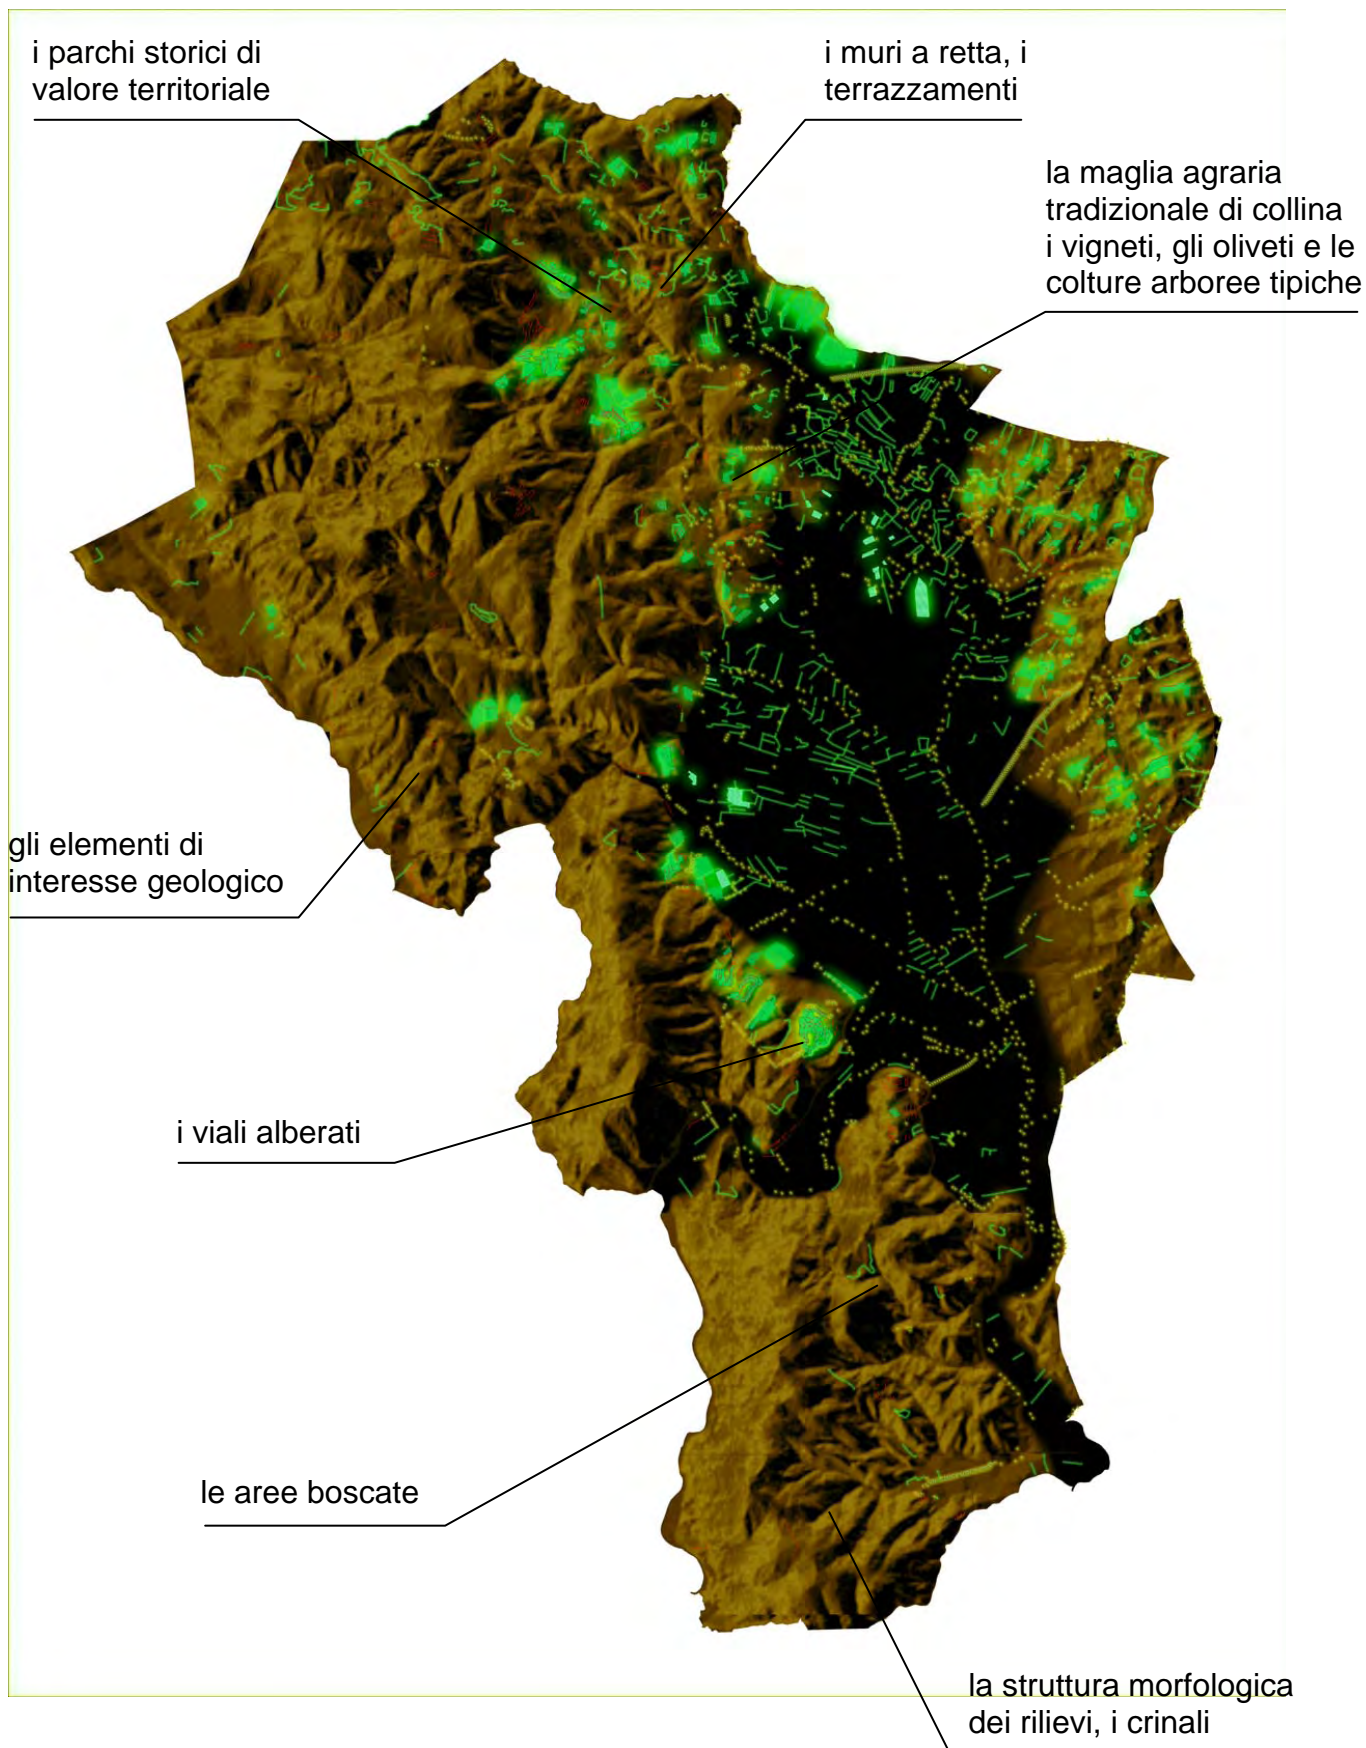 i parchi storici di
valore territoriale
i muri a retta, i
terrazzamenti
la maglia agraria
tradizionale di collina
i vigneti, gli oliveti e le
colture arboree tipiche
gli elementi di
interesse geologico
i viali alberati
le aree boscate
la struttura morfologica
dei rilievi, i crinali